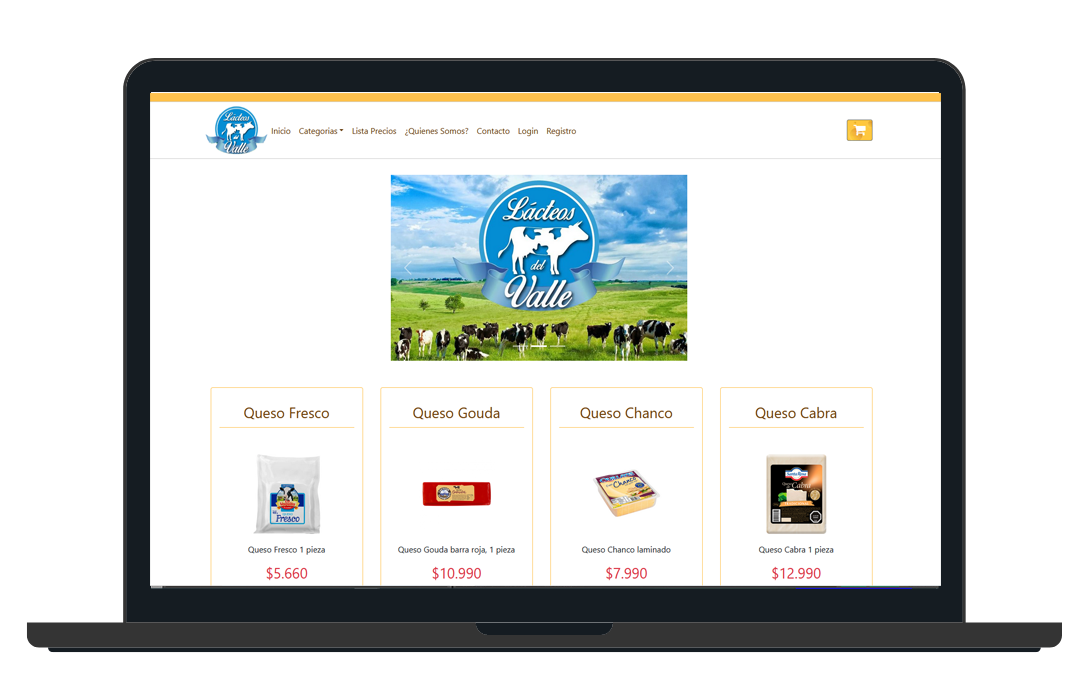 Lácteos
Valle
Inicio Categorias Lista Precios ¿Quienes Somos? Contacto Login Registro
Lácteos
del
Valle
Queso Fresco Queso Gouda Queso Chanco Queso Cabra
Fresco
Chanco
Cabra
Queso Fresco 1 pieza Queso Gouda barra roja, 1 pieza Queso Chanco laminado Queso Cabra 1 pieza
$5.660 $10.990 $7.990 $12.990